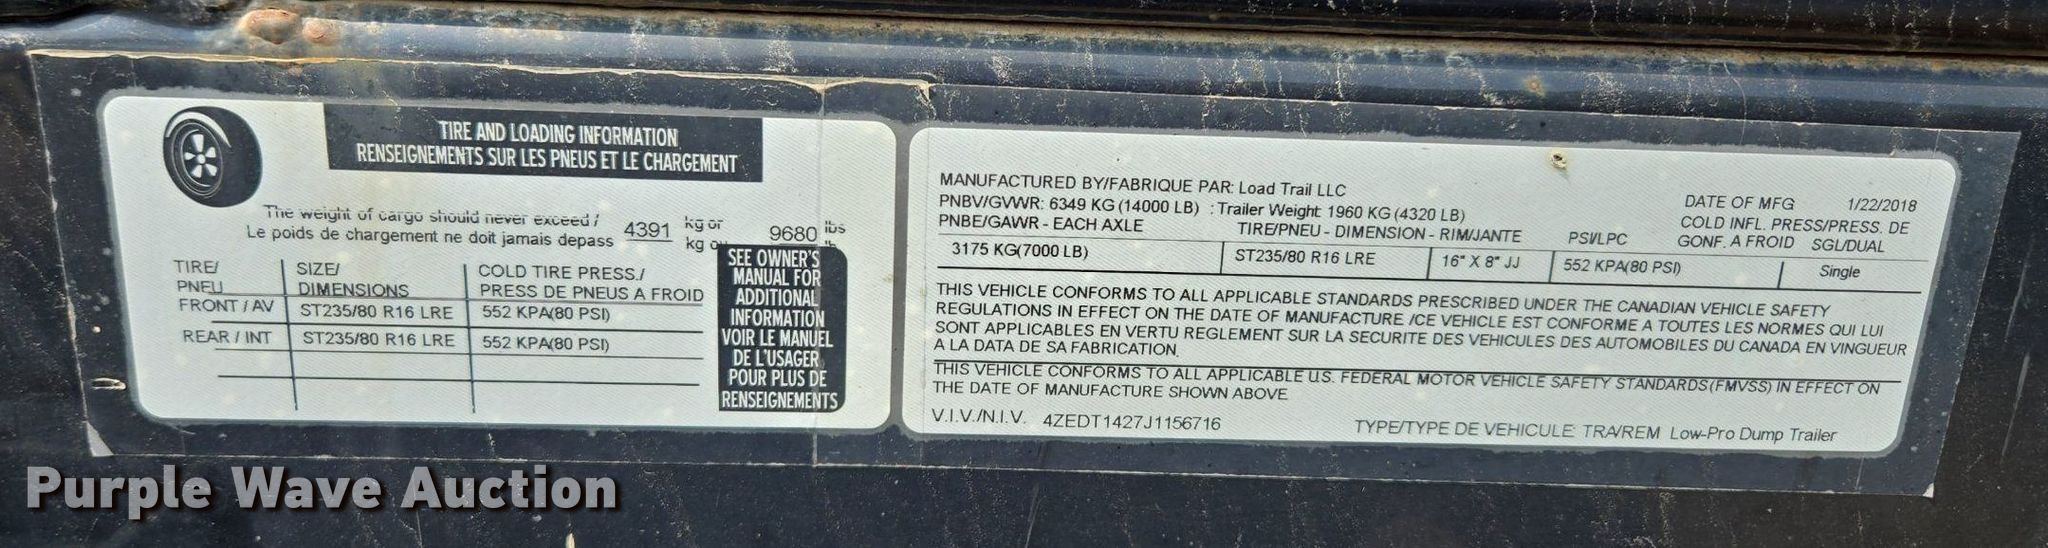 TIRE AND LOADING INFORMATION
RENSEIGNEMENTS SUR LES PNEUS ET LE CHARGEMENT
The weight of cargo should never exceed / 4391 kg or 9680 lbs
Le poids de chargement ne doit jamais depass kg ou
TIRE/ SIZE/ COLD TIRE PRESS./
PNEU DIMENSIONS PRESS DE PNEUS A FROID
FRONT / AV ST235/80 R16 LRE 552 KPA(80 PSI)
REAR / INT ST235/80 R16 LRE 552 KPA(80 PSI)
SEE OWNER'S
MANUAL FOR
ADDITIONAL
INFORMATION
VOIR LE MANUEL
DE L'USAGER
POUR PLUS DE
RENSEIGNEMENTS
MANUFACTURED BY/FABRIQUE PAR: Load Trail LLC DATE OF MFG 1/22/2018
PNBV/GVWR: 6349 KG (14000 LB) : Trailer Weight: 1960 KG (4320 LB) COLD INFL. PRESS/PRESS. DE
PNBE/GAWR - EACH AXLE TIRE/PNEU - DIMENSION - RIM/JANTE PSI/LPC GONF. A FROID SGL/DUAL
3175 KG(7000 LB) ST235/80 R16 LRE 16" X 8" JJ 552 KPA(80 PSI) Single
THIS VEHICLE CONFORMS TO ALL APPLICABLE STANDARDS PRESCRIBED UNDER THE CANADIAN VEHICLE SAFETY
REGULATIONS IN EFFECT ON THE DATE OF MANUFACTURE /CE VEHICLE EST CONFORME A TOUTES LES NORMES QUI LUI
SONT APPLICABLES EN VERTU REGLEMENT SUR LA SECURITE DES VEHICULES DES AUTOMOBILES DU CANADA EN VINGUEUR
A LA DATA DE SA FABRICATION.
THIS VEHICLE CONFORMS TO ALL APPLICABLE U.S. FEDERAL MOTOR VEHICLE SAFETY STANDARDS (FMVSS) IN EFFECT ON
THE DATE OF MANUFACTURE SHOWN ABOVE.
V.I.V./N.I.V. 4ZEDT1427J1156716 TYPE/TYPE DE VEHICULE: TRA/REM Low-Pro Dump Trailer
Purple Wave Auction